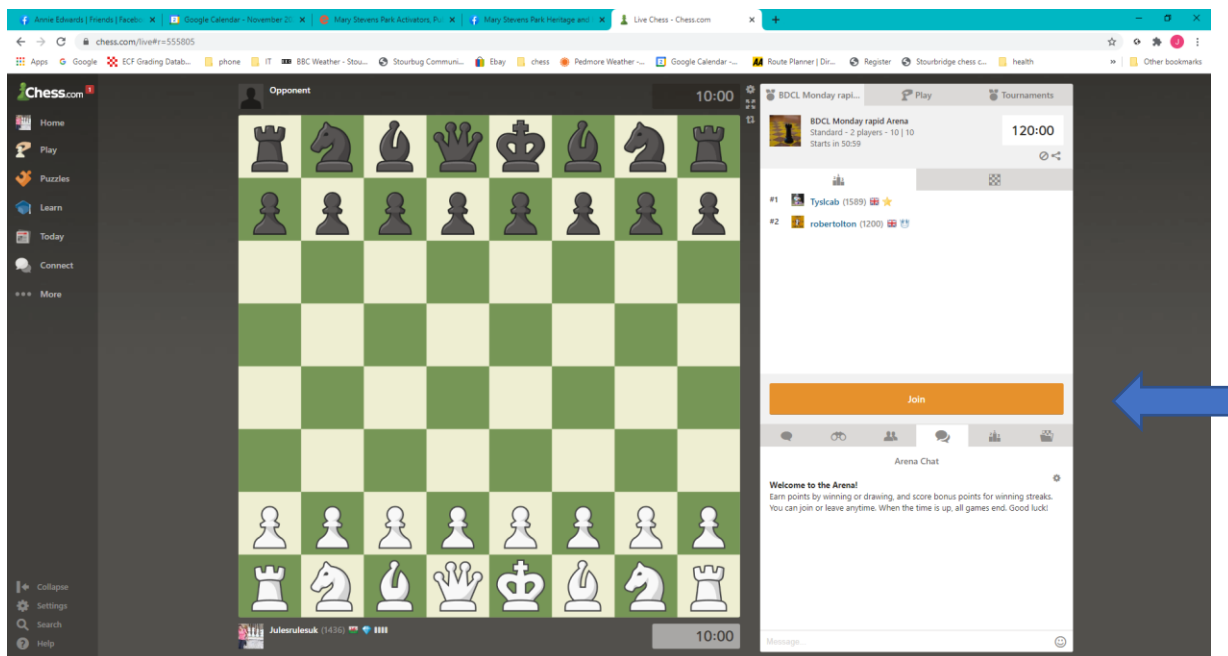 Annie Edwards | Friends | Facebo
Google Calendar - November 20
Mary Stevens Park Activators, Pu
Mary Stevens Park Heritage and
Live Chess - Chess.com
chess.com/live#r=555805
Apps
Google
ECF Grading Datab...
phone
IT
BBC Weather - Stou...
Stourbug Communi...
Ebay
chess
Pedmore Weather -...
Google Calendar -...
Route Planner | Dir...
Register
Stourbridge chess c...
health
Other bookmarks
Chess.com 1
Home
Play
Puzzles
Learn
Today
Connect
More
Collapse
Settings
Search
Help
Opponent
10:00
Julesrulesuk (1436)
10:00
BDCL Monday rapi...
Play
Tournaments
BDCL Monday rapid Arena
Standard - 2 players - 10 | 10
Starts in 50:59
120:00
#1 Tyslcab (1589)
#2 robertolton (1200)
Join
Arena Chat
Welcome to the Arena!
Earn points by winning or drawing, and score bonus points for winning streaks.
You can join or leave anytime. When the time is up, all games end. Good luck!
Message...